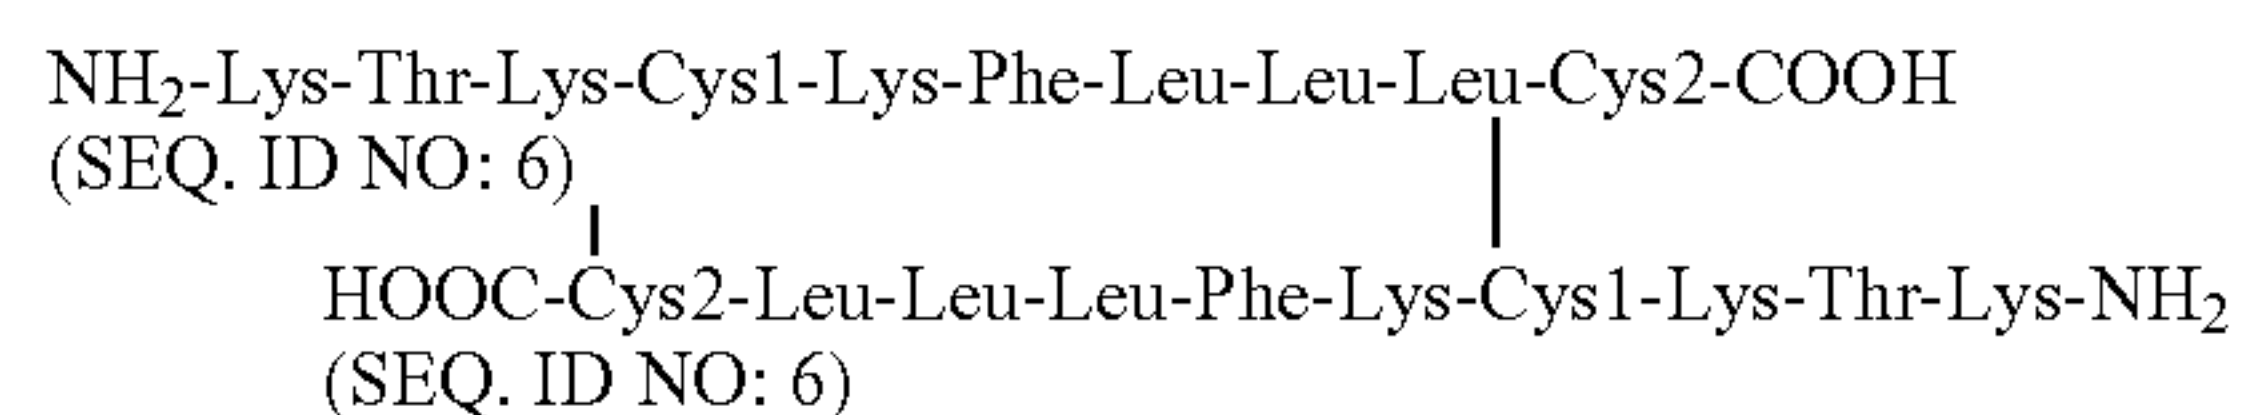 NH2-Lys-Thr-Lys-Cys1-Lys-Phe-Leu-Leu-Leu-Cys2-COOH
(SEQ. ID NO: 6)
HOOC-Cys2-Leu-Leu-Leu-Phe-Lys-Cys1-Lys-Thr-Lys-NH2
(SEQ. ID NO: 6)